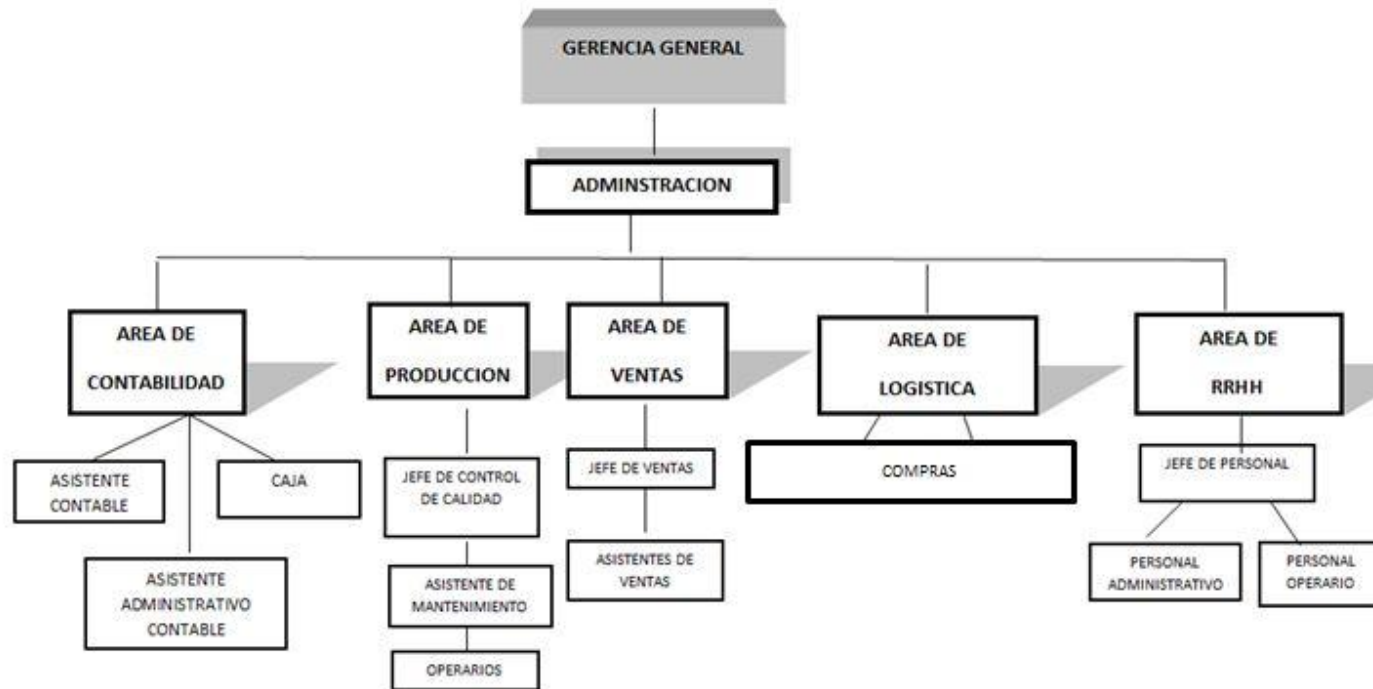 GERENCIA GENERAL
ADMINSTRACION
AREA DE
CONTABILIDAD
AREA DE
PRODUCCION
AREA DE
VENTAS
AREA DE
LOGISTICA
AREA DE
RRHH
ASISTENTE
CONTABLE
CAJA
ASISTENTE
ADMINISTRATIVO
CONTABLE
JEFE DE CONTROL
DE CALIDAD
ASISTENTE DE
MANTENIMIENTO
OPERARIOS
JEFE DE VENTAS
ASISTENTES DE
VENTAS
COMPRAS
JEFE DE PERSONAL
PERSONAL
ADMINISTRATIVO
PERSONAL
OPERARIO